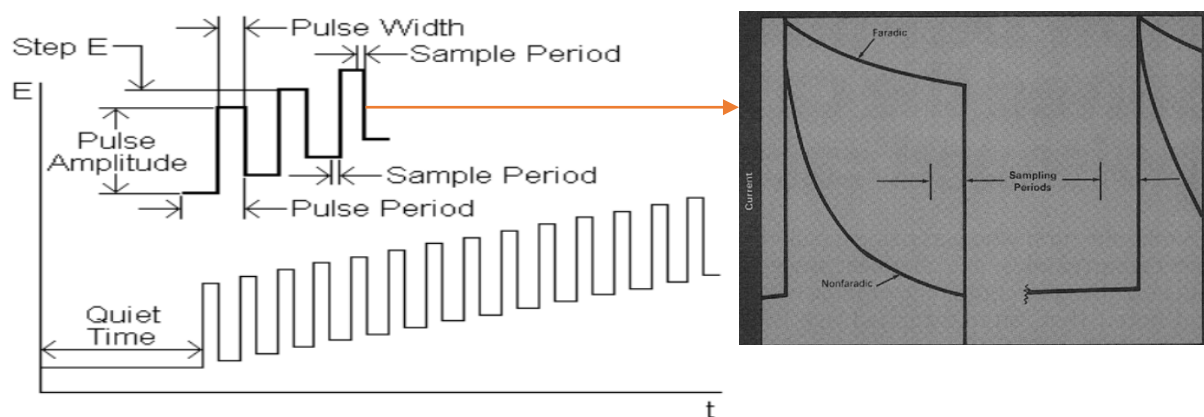 Pulse Width
Step E
Sample Period
E
Pulse
Amplitude
Sample Period
Pulse Period
Quiet
Time
t
Current
Faradic
Sampling
Periods
Nonfaradic